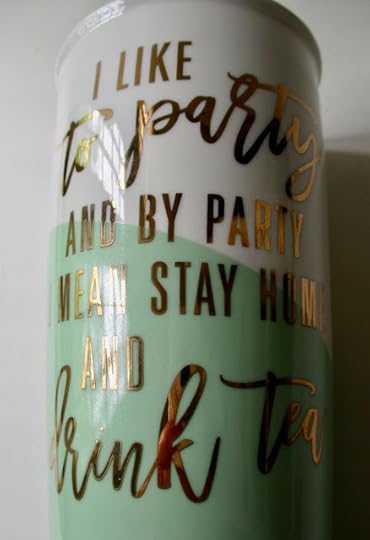 I LIKE
to party
AND BY PARTY
I MEAN STAY HOME
AND
drink tea